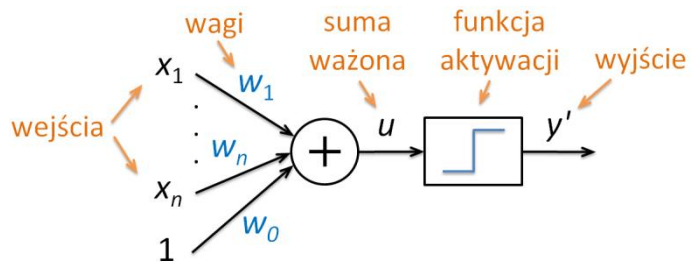 wagi
suma
ważona
funkcja
aktywacji
wyjście
x1
w1
wejścia
.
.
.
wn
+
u
y'
xn
1
w0